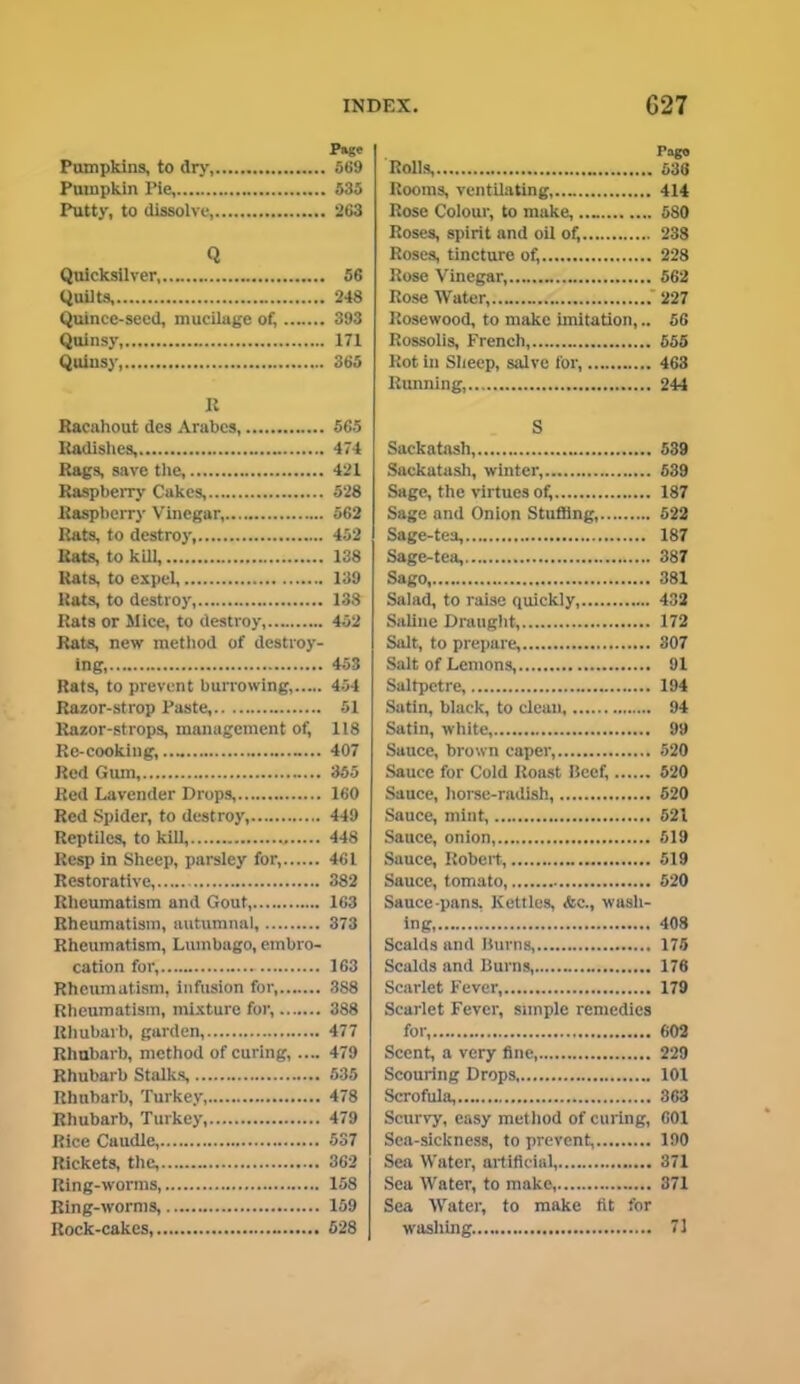 INDEX. 627
Page
Pumpkins, to dry,.................... 569
Pumpkin Pie,........................... 535
Putty, to dissolve,.................... 263
Q
Quicksilver,.............................. 56
Quilts,...................................... 248
Quince-seed, mucilage of, ........ 393
Quinsy,.................................... 171
Quinsy,.................................... 365
R
Racahout des Arabes,............... 565
Radishes,................................. 474
Rags, save the,........................ 421
Raspberry Cakes,..................... 528
Raspberry Vinegar,.................. 562
Rats, to destroy,....................... 452
Rats, to kill,............................. 138
Rats, to expel,.......................... 139
Rats, to destroy,....................... 138
Rats or Mice, to destroy,........... 452
Rats, new method of destroy-
ing,....................................... 453
Rats, to prevent burrowing,...... 454
Razor-strop Paste,.................... 51
Razor-strops, management of, 118
Re-cooking,.............................. 407
Red Gum,................................. 355
Red Lavender Drops,................ 160
Red Spider, to destroy,............. 449
Reptiles, to kill,........................ 448
Resp in Sheep, parsley for,....... 461
Restorative,.............................. 382
Rheumatism and Gout,............. 163
Rheumatism, autumnal, .......... 373
Rheumatism, Lumbago, embro-
cation for,............................. 163
Rheumatism, infusion for,........ 388
Rheumatism, mixture for, ........ 388
Rhubarb, garden,..................... 477
Rhubarb, method of curing, .... 479
Rhubarb Stalks, ....................... 535
Rhubarb, Turkey,..................... 478
Rhubarb, Turkey,..................... 479
Rice Caudle,............................. 537
Rickets, the,............................. 362
Ring-worms,............................. 158
Ring-worms,............................. 159
Rock-cakes,.............................. 528
Page
Rolls,....................................... 536
Rooms, ventilating,................... 414
Rose Colour, to make, .............. 580
Roses, spirit and oil of,............. 238
Roses, tincture of,.................... 228
Rose Vinegar,........................... 562
Rose Water,.............................. 227
Rosewood, to make imitation,.. 56
Rossolis, French,...................... 555
Rot in Sheep, salve for,............ 463
Running,.................................. 244
S
Sackatash,............................... 539
Sackatash, winter,.................... 539
Sage, the virtues of,.................. 187
Sage and Onion Stuffing,.......... 522
Sage-tea,.................................. 187
Sage-tea,.................................. 387
Sago,........................................ 381
Salad, to raise quickly,............. 432
Saline Draught,........................ 172
Salt, to prepare,....................... 307
Salt of Lemons,........................ 91
Saltpetre, ................................. 194
Satin, black, to clean, .............. 94
Satin, white,............................. 99
Sauce, brown caper,................. 520
Sauce for Cold Roast Beef, ....... 520
Sauce, horse-radish, ................ 520
Sauce, mint, ............................ 521
Sauce, onion,........................... 519
Sauce, Robert, ......................... 519
Sauce, tomato,......................... 520
Sauce-pans, Kettles, &c., wash-
ing,....................................... 408
Scalds and Burns,.................... 175
Scalds and Burns,.................... 176
Scarlet Fever,........................... 179
Scarlet Fever, simple remedies
for,........................................ 602
Scent, a very fine,.................... 229
Scouring Drops,....................... 101
Scrofula,.................................. 363
Scurvy, easy method of curing, 601
Sea-sickness, to prevent,.......... 190
Sea Water, artificial,................. 371
Sea Water, to make,................. 371
Sea Water, to make fit for
washing................................ 71